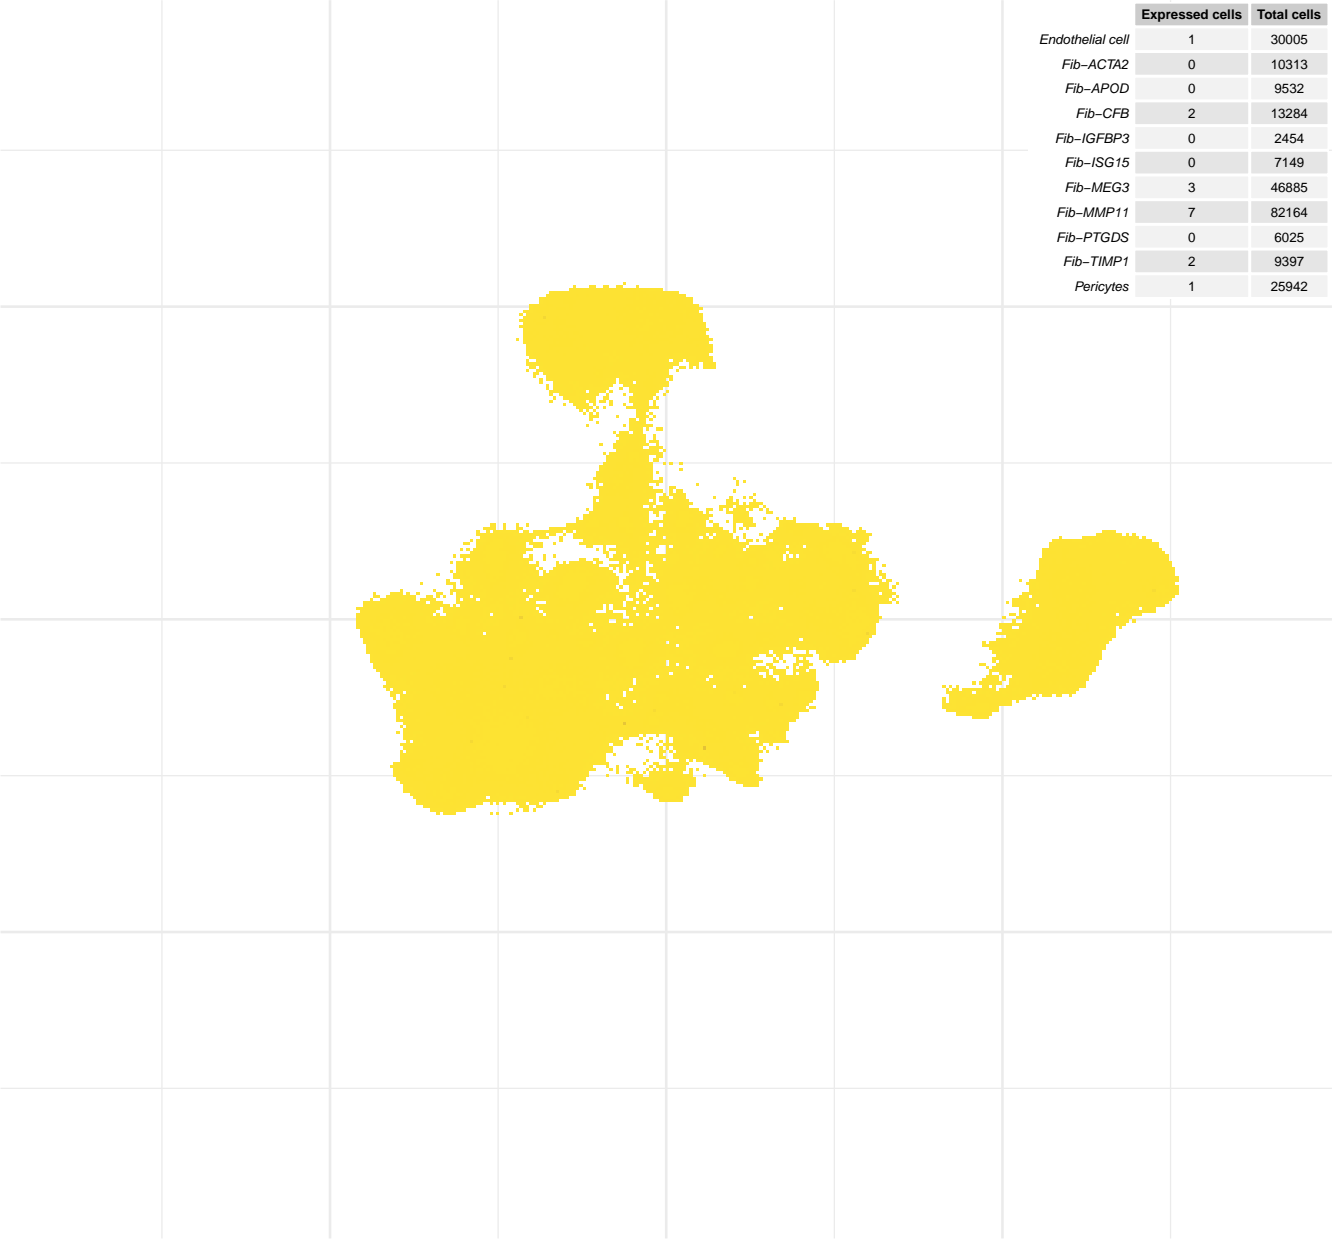 Expressed cells Total cells
Endothelial cell 1 30005
Fib−ACTA2 0 10313
Fib−APOD 0 9532
Fib−CFB 2 13284
Fib−IGFBP3 0 2454
Fib−ISG15 0 7149
Fib−MEG3 3 46885
Fib−MMP11 7 82164
Fib−PTGDS 0 6025
Fib−TIMP1 2 9397
Pericytes 1 25942